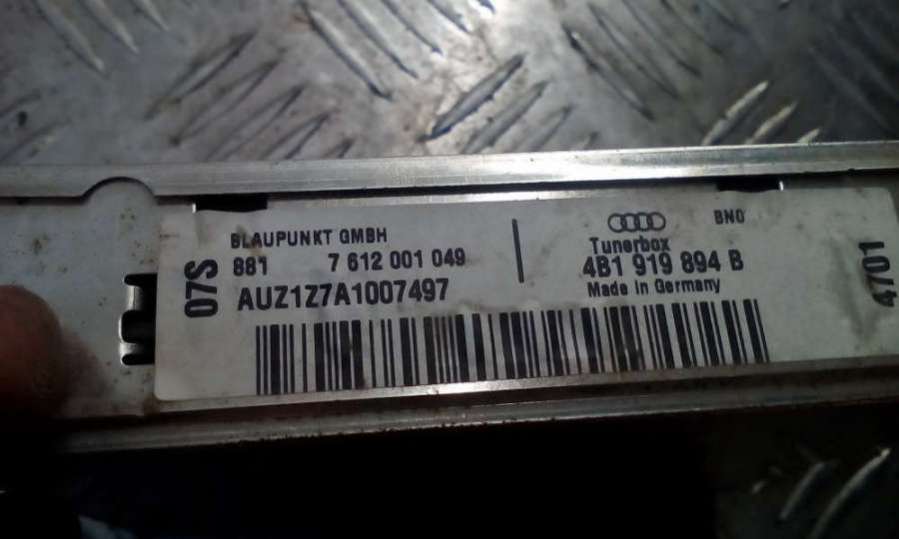 07S
BLAUPUNKT GMBH
881 7 612 001 049
AUZ1Z7A1007497
BNO
Tunerbox
4B1 919 894 B
Made in Germany
4701